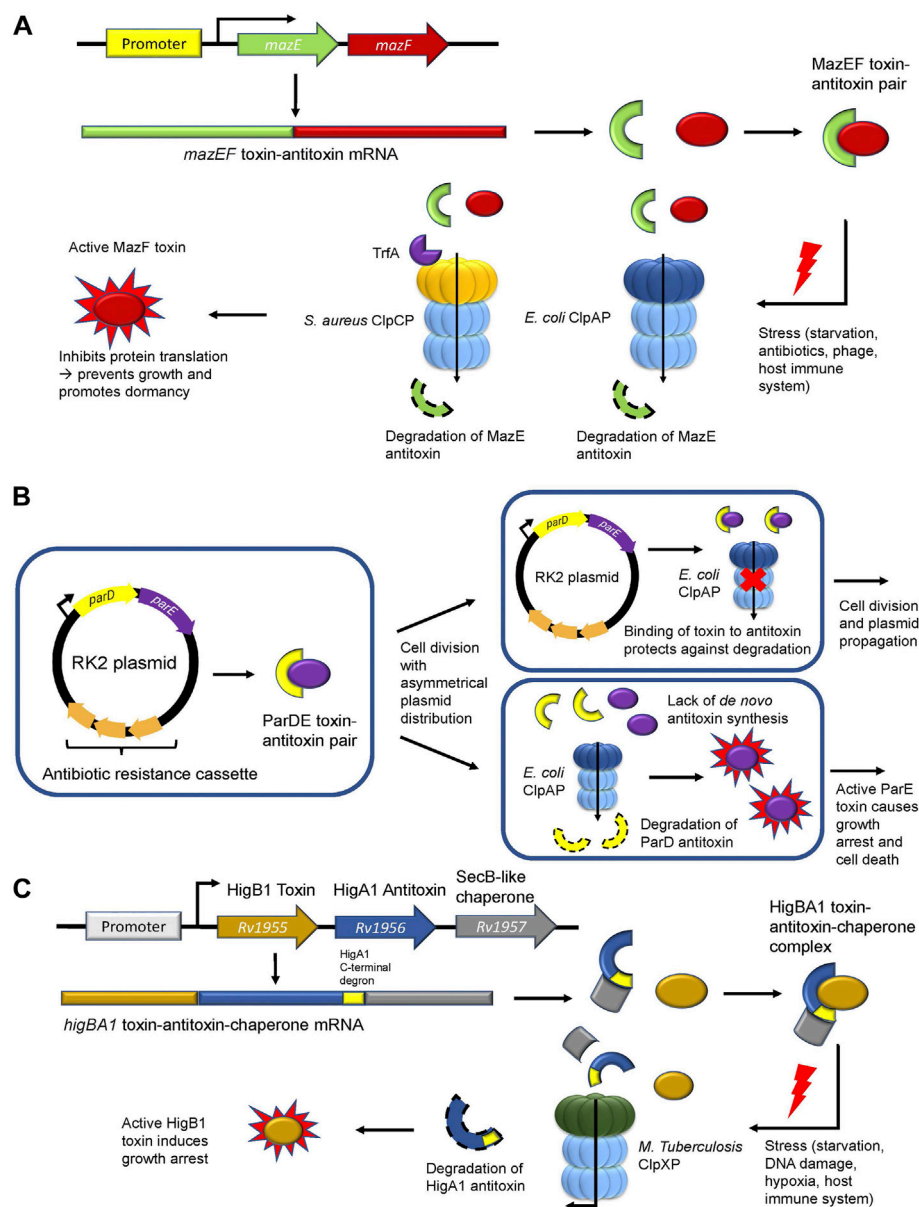 A
Promoter
mazE
mazF
MazEF toxin-
antitoxin pair
mazEF toxin-antitoxin mRNA
TrfA
Active MazF toxin
S. aureus ClpCP
E. coli ClpAP
Inhibits protein translation
→ prevents growth and
promotes dormancy
Stress (starvation,
antibiotics, phage,
host immune
system)
Degradation of MazE
antitoxin
Degradation of MazE
antitoxin
B
parD
parE
RK2 plasmid
ParDE toxin-
antitoxin pair
Antibiotic resistance cassette
Cell division
with
asymmetrical
plasmid
distribution
parD
parE
RK2 plasmid
E. coli
ClpAP
Binding of toxin to antitoxin
protects against degradation
Cell division
and plasmid
propagation
Lack of de novo
antitoxin synthesis
E. coli
ClpAP
Degradation of
ParD antitoxin
Active ParE
toxin causes
growth
arrest and
cell death
C
HigB1 Toxin
HigA1 Antitoxin
SecB-like
chaperone
Promoter
Rv1955
Rv1956
Rv1957
HigA1
C-terminal
degron
HigBA1 toxin-
antitoxin-chaperone
complex
higBA1 toxin-antitoxin-chaperone mRNA
Active HigB1
toxin induces
growth arrest
Degradation of
HigA1 antitoxin
M. Tuberculosis
ClpXP
Stress (starvation,
DNA damage,
hypoxia, host
immune system)